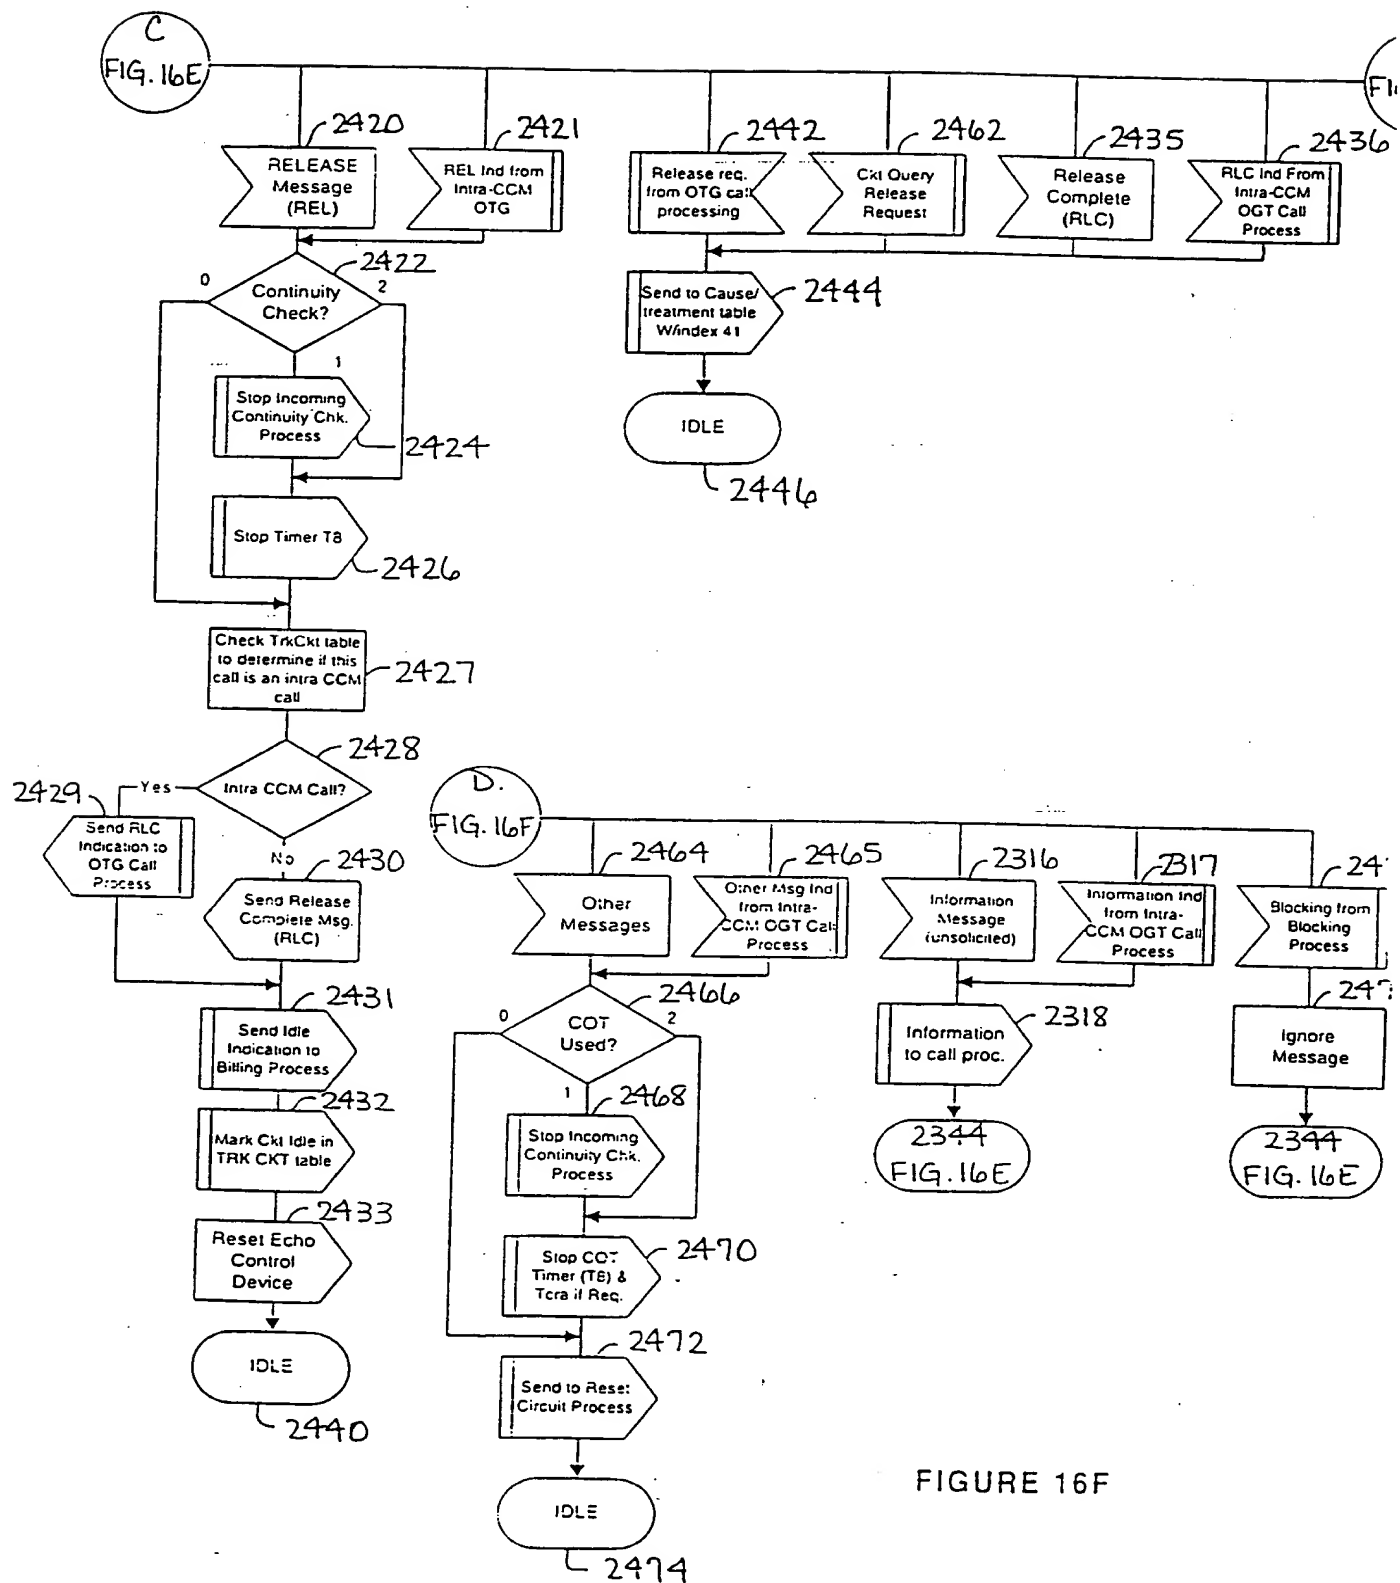 C
FIG. 16E
2420
2421
2442
2462
2435
2436
RELEASE
Message
(REL)
REL Ind from
Intra-CCM
OTG
Release req.
from OTG call
processing
Ckt Query
Release
Request
Release
Complete
(RLC)
RLC Ind From
Intra-CCM
OGT Call
Process
2422
0
2
Continuity
Check?
1
Send to Cause/
treatment table
W/index 41
2444
Stop Incoming
Continuity Chk.
Process
2424
IDLE
2446
Stop Timer T8
2426
Check TrkCkt table
to determine if this
call is an intra CCM
call
2427
2428
Intra CCM Call?
Yes
No
2429
Send RLC
Indication to
OTG Call
Process
2430
Send Release
Complete Msg.
(RLC)
2431
Send Idle
Indication to
Billing Process
2432
Mark Ckt Idle in
TRK CKT table
2433
Reset Echo
Control
Device
IDLE
2440
D.
FIG. 16F
2464
2465
2316
2317
Other
Messages
Other Msg Ind
from Intra-
CCM OGT Call
Process
Information
Message
(unsolicited)
Information Ind
from Intra-
CCM OGT Call
Process
Blocking from
Blocking
Process
2466
0
2
COT
Used?
1
2318
Information
to call proc.
Ignore
Message
2468
Stop Incoming
Continuity Chk.
Process
2344
FIG. 16E
2344
FIG. 16E
2470
Stop COT
Timer (T8) &
Tcra if Req.
2472
Send to Reset
Circuit Process
IDLE
2474
FIGURE 16F